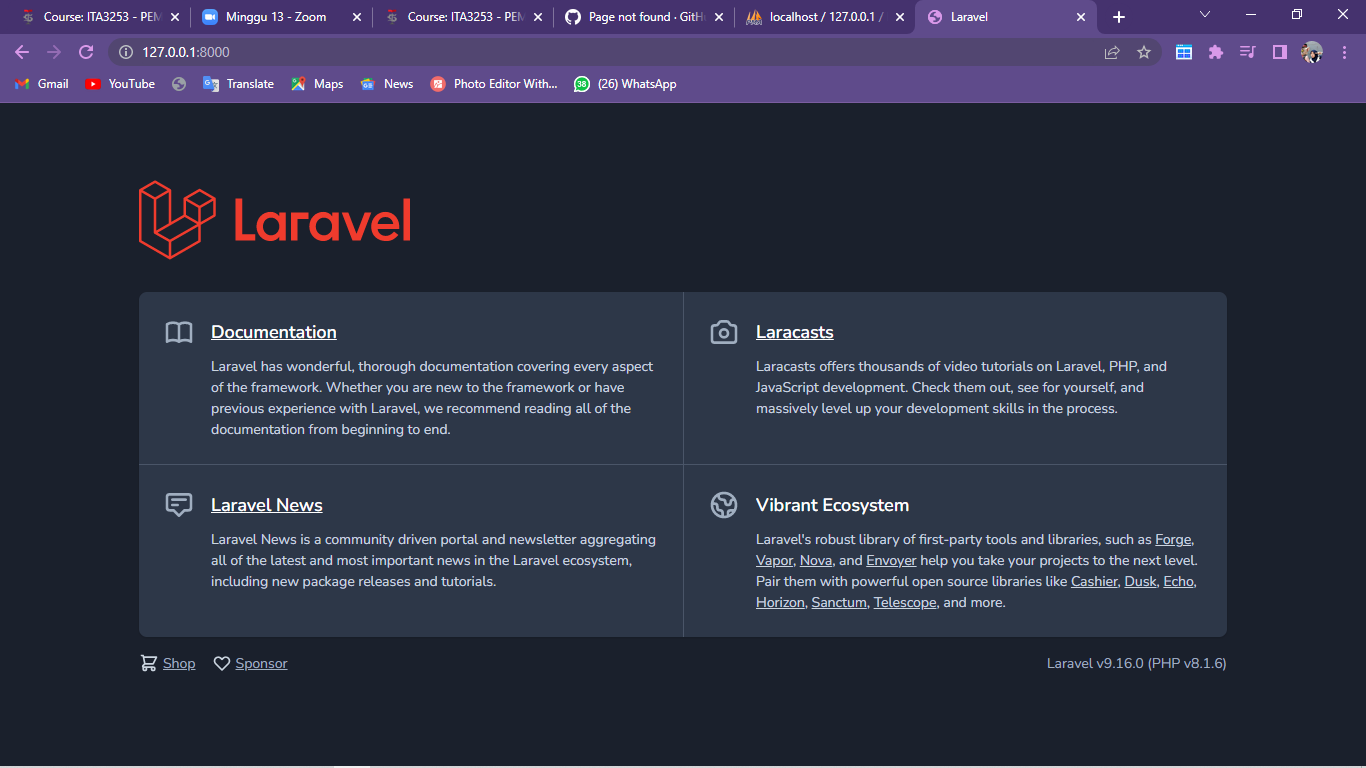 Course: ITA3253 - PEM
Minggu 13 - Zoom
Course: ITA3253 - PEM
Page not found · GitH
localhost / 127.0.0.1 /
Laravel
127.0.0.1:8000
Gmail
YouTube
Translate
Maps
News
Photo Editor With...
38
(26) WhatsApp
Laravel
Documentation
Laravel has wonderful, thorough documentation covering every aspect
of the framework. Whether you are new to the framework or have
previous experience with Laravel, we recommend reading all of the
documentation from beginning to end.
Laracasts
Laracasts offers thousands of video tutorials on Laravel, PHP, and
JavaScript development. Check them out, see for yourself, and
massively level up your development skills in the process.
Laravel News
Laravel News is a community driven portal and newsletter aggregating
all of the latest and most important news in the Laravel ecosystem,
including new package releases and tutorials.
Vibrant Ecosystem
Laravel's robust library of first-party tools and libraries, such as Forge,
Vapor, Nova, and Envoyer help you take your projects to the next level.
Pair them with powerful open source libraries like Cashier, Dusk, Echo,
Horizon, Sanctum, Telescope, and more.
Shop
Sponsor
Laravel v9.16.0 (PHP v8.1.6)